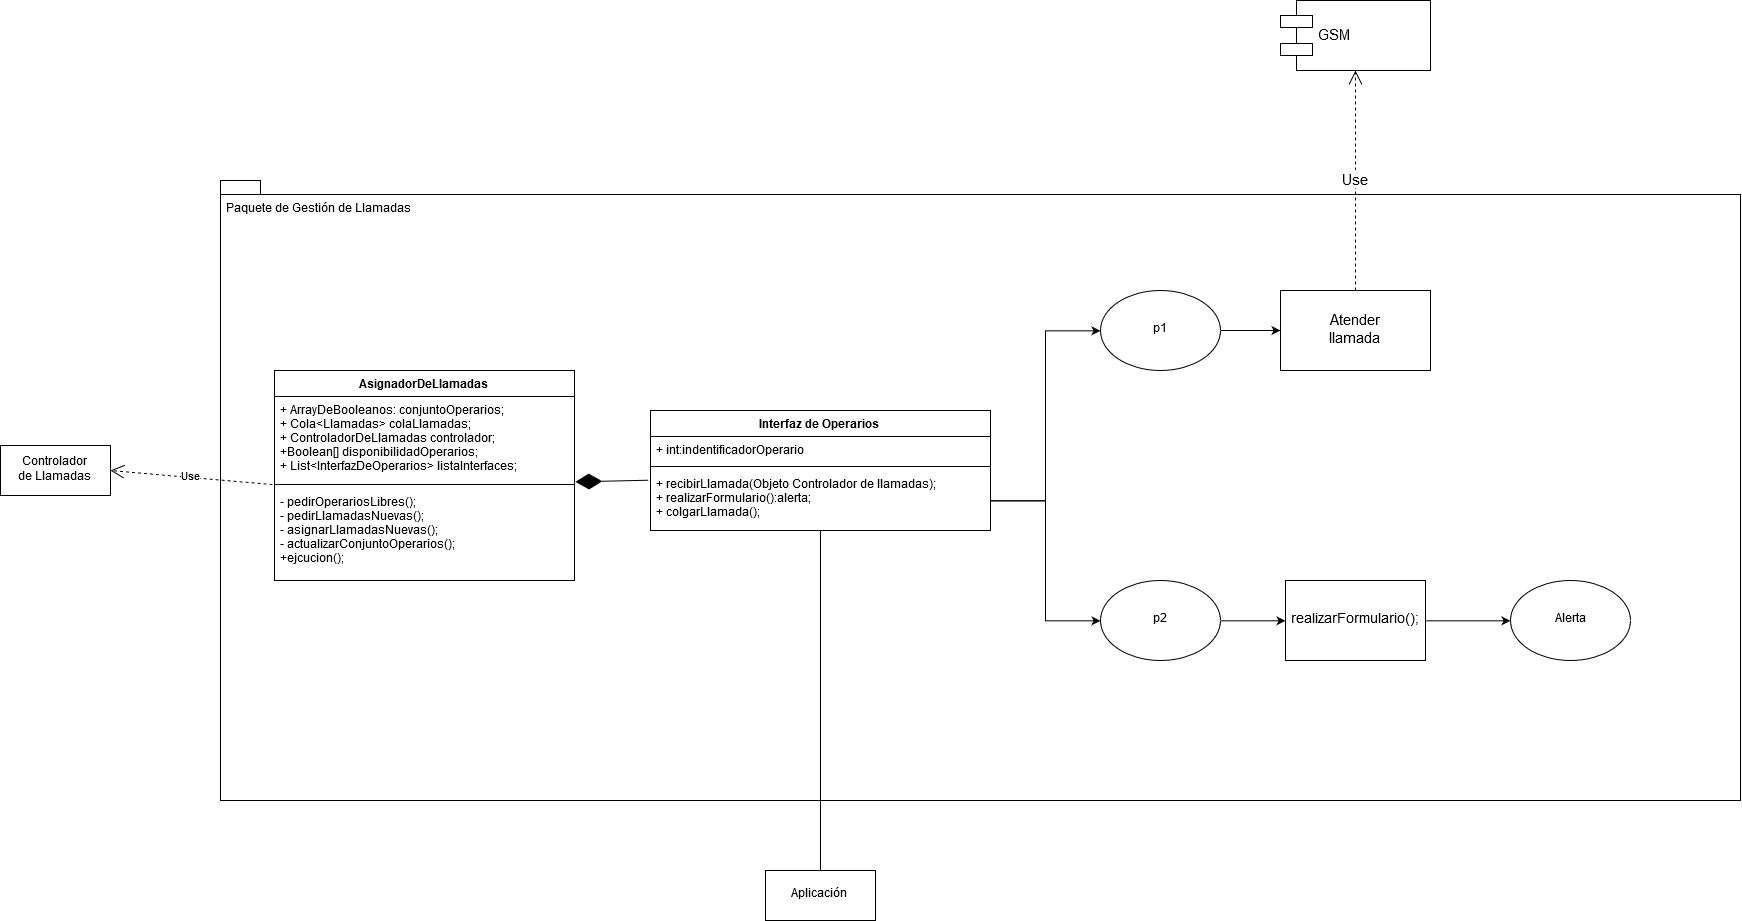 GSM
Use
Paquete de Gestión de Llamadas
p1
Atender
llamada
AsignadorDeLlamadas
+ ArrayDeBooleanos: conjuntoOperarios;
+ Cola<Llamadas> colaLlamadas;
+ ControladorDeLlamadas controlador;
+Boolean[] disponibilidadOperarios;
+ List<InterfazDeOperarios> listaInterfaces;
- pedirOperariosLibres();
- pedirLlamadasNuevas();
- asignarLlamadasNuevas();
- actualizarConjuntoOperarios();
+ejcucion();
Interfaz de Operarios
+ int:indentificadorOperario
+ recibirLlamada(Objeto Controlador de llamadas);
+ realizarFormulario():alerta;
+ colgarLlamada();
Controlador
de Llamadas
Use
p2
realizarFormulario();
Alerta
Aplicación